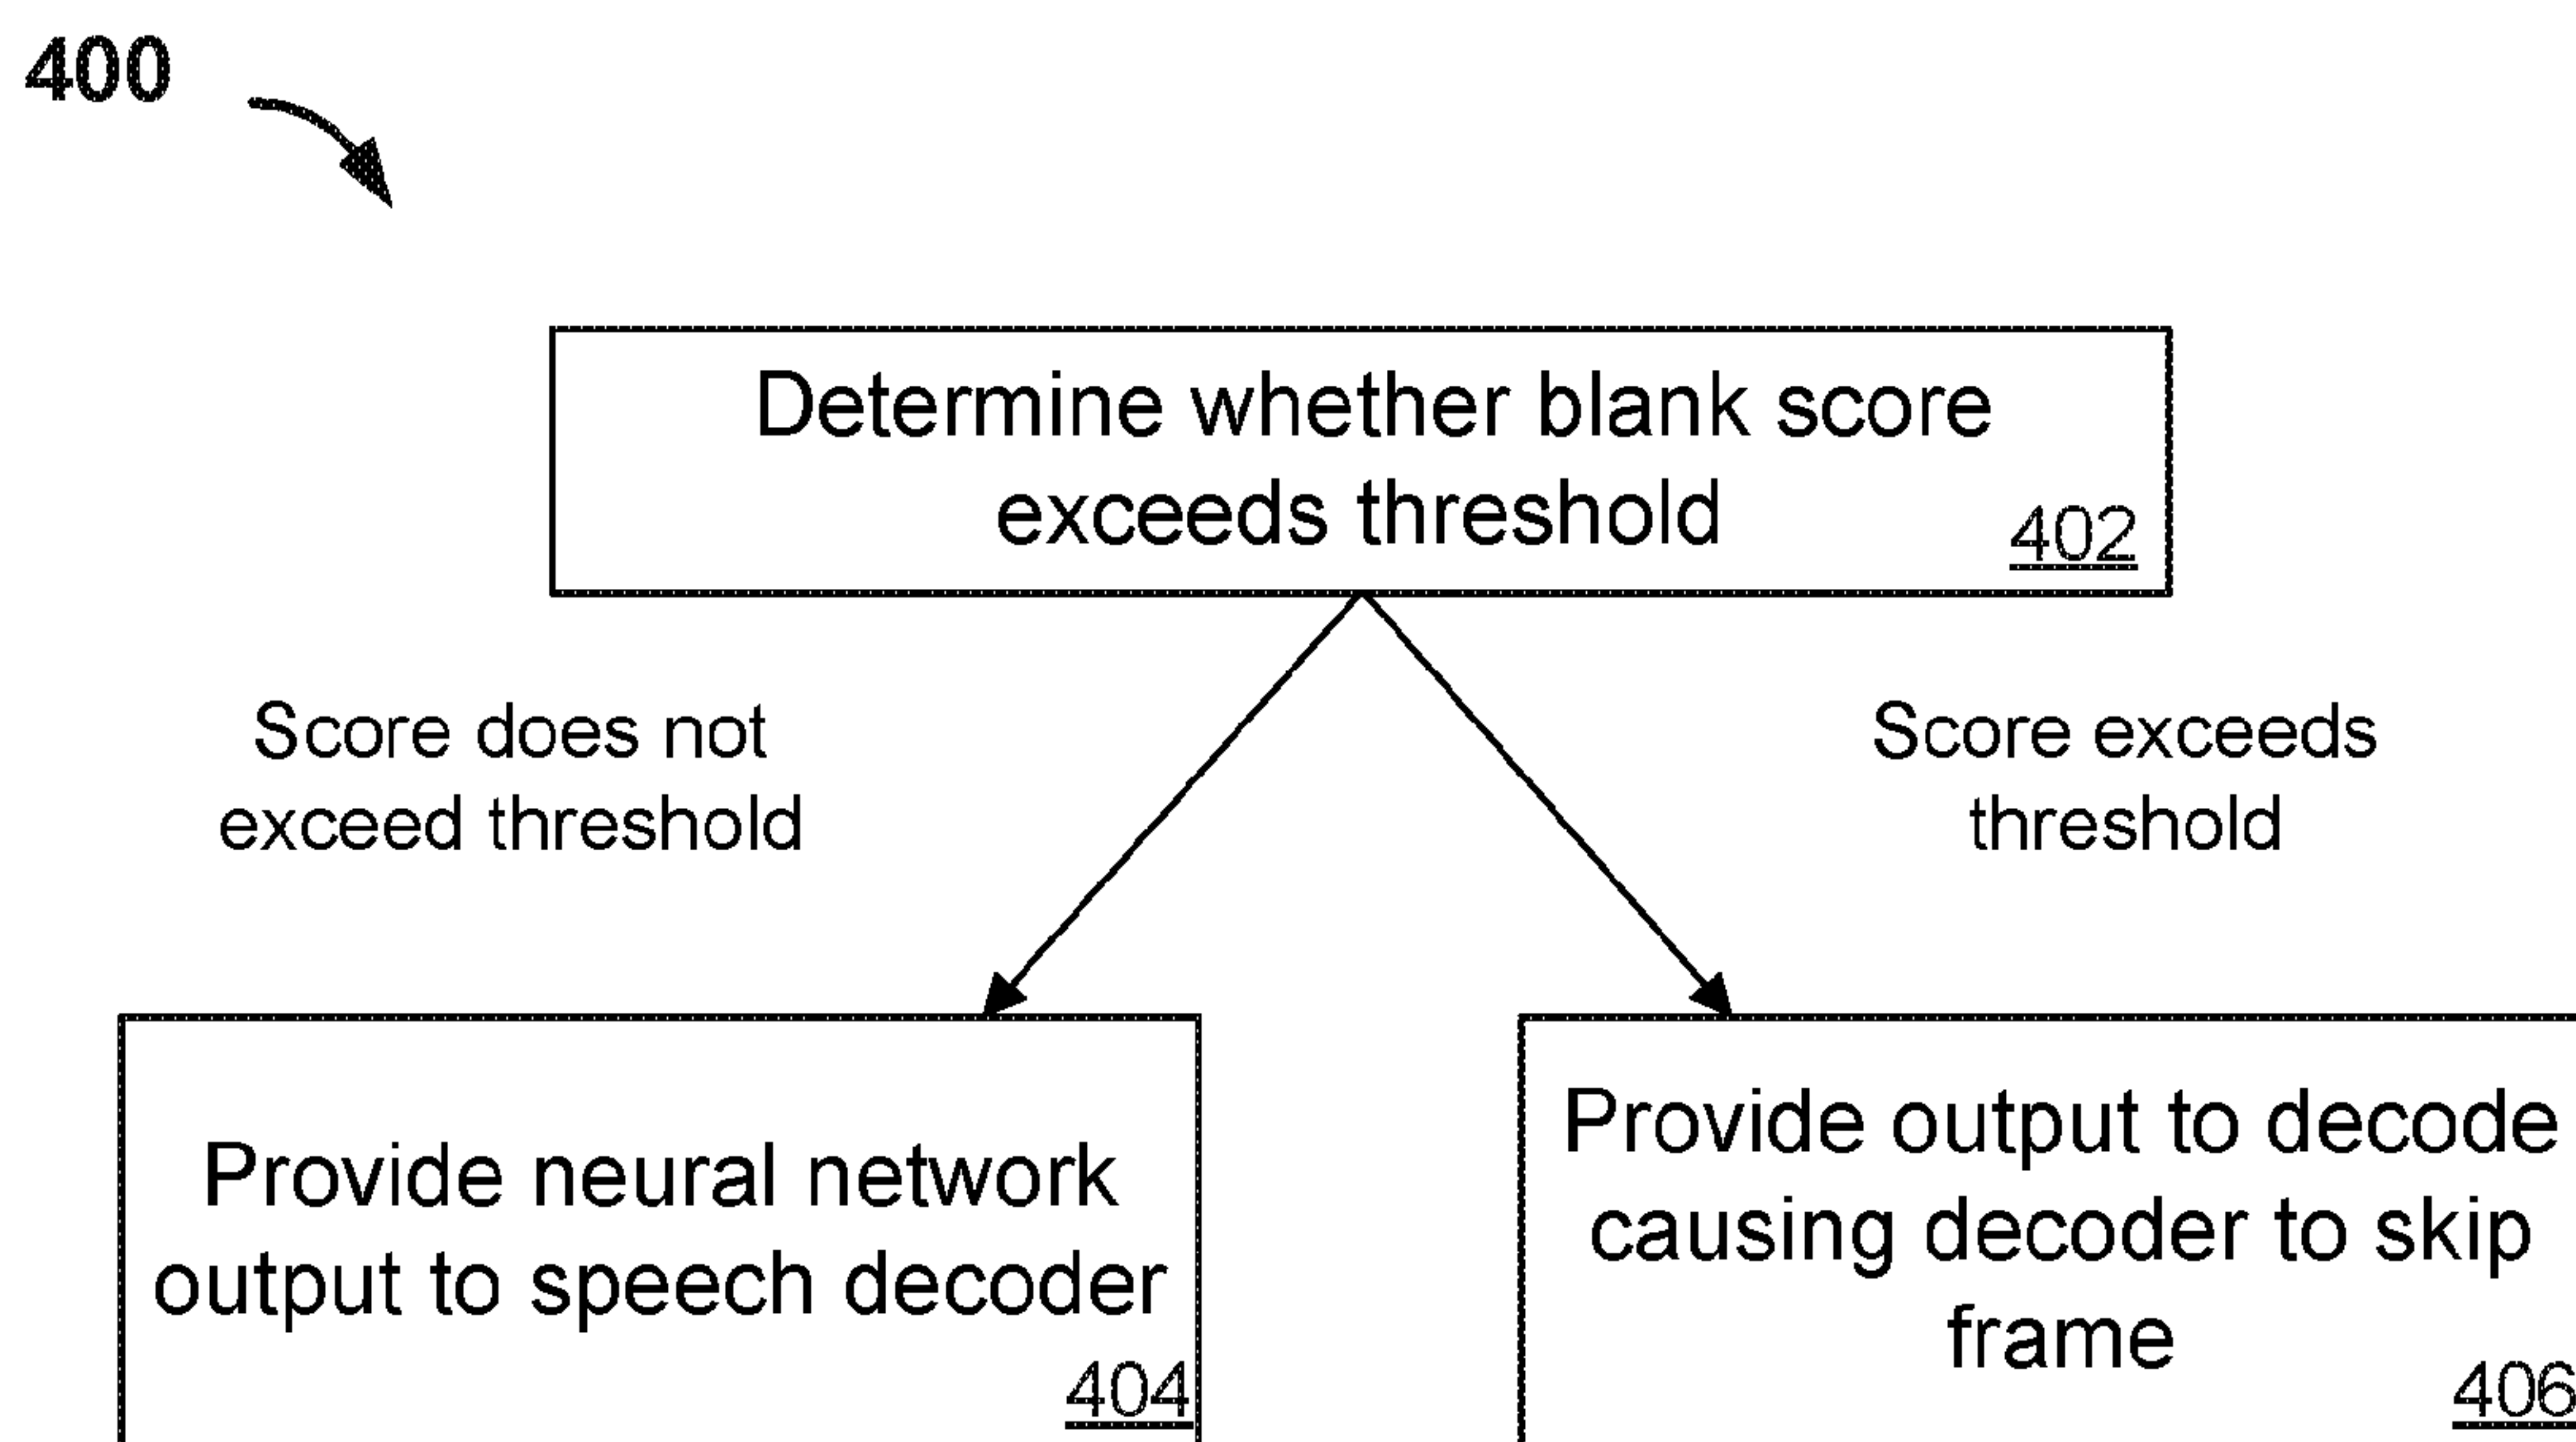 400
Determine whether blank score
exceeds threshold
402
Score does not
exceed threshold
Score exceeds
threshold
Provide neural network
output to speech decoder
404
Provide output to decode
causing decoder to skip
frame
406